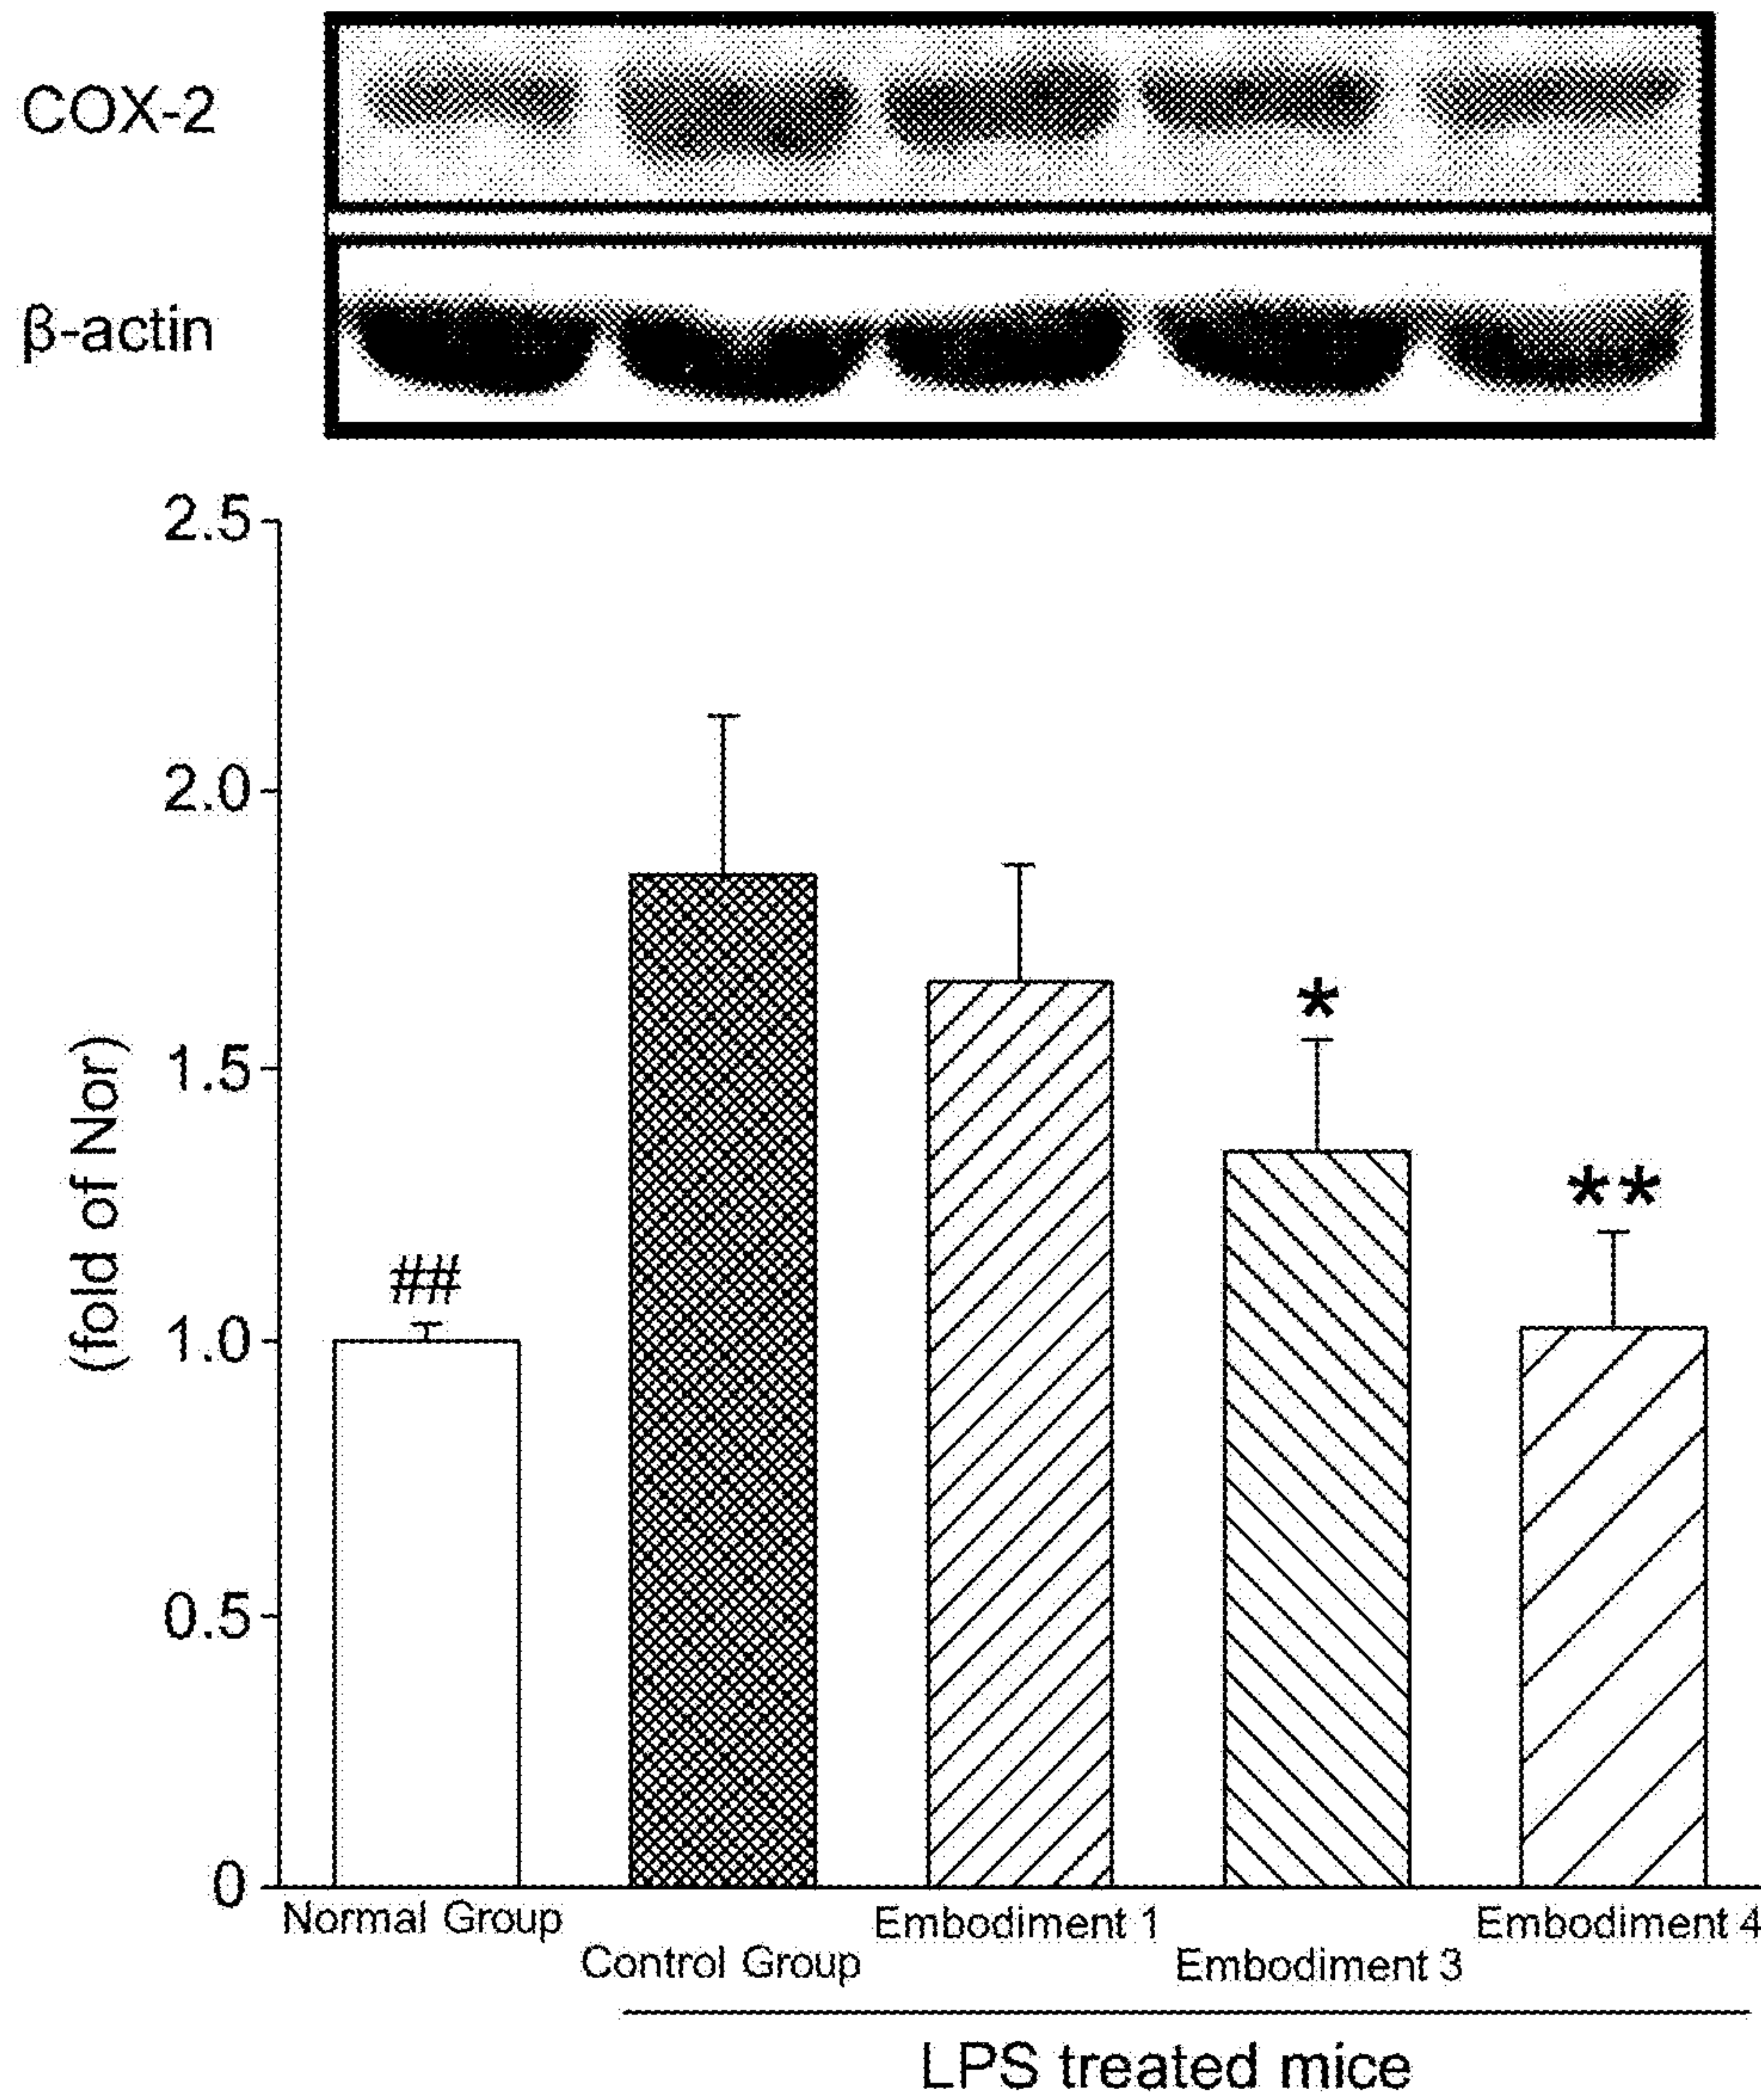 COX-2
β-actin
2.5
2.0
1.5
1.0
0.5
0
(fold of Nor)
##
*
**
Normal Group
Control Group
Embodiment 1
Embodiment 3
Embodiment 4
LPS treated mice